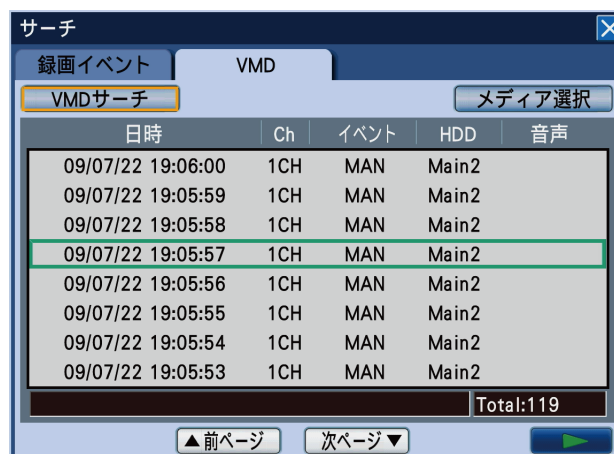 サーチ
録画イベント VMD
VMDサーチ メディア選択
日時 Ch イベント HDD 音声
09/07/22 19:06:00 1CH MAN Main2
09/07/22 19:05:59 1CH MAN Main2
09/07/22 19:05:58 1CH MAN Main2
09/07/22 19:05:57 1CH MAN Main2
09/07/22 19:05:56 1CH MAN Main2
09/07/22 19:05:55 1CH MAN Main2
09/07/22 19:05:54 1CH MAN Main2
09/07/22 19:05:53 1CH MAN Main2
Total:119
▲前ページ 次ページ▼